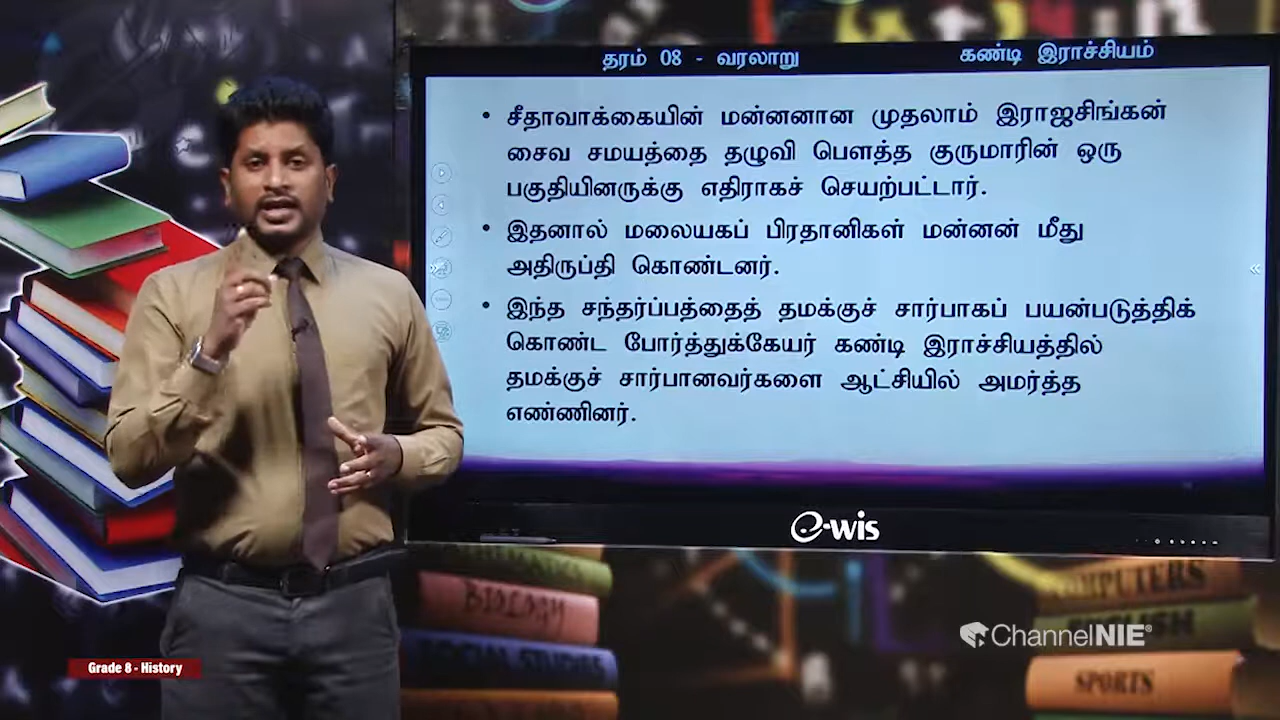 தரம் 08 - வரலாறு
கண்டி இராச்சியம்
• சீதாவாக்கையின் மன்னனான முதலாம் இராஜசிங்கன்
சைவ சமயத்தை தழுவி பௌத்த குருமாரின் ஒரு
பகுதியினருக்கு எதிராகச் செயற்பட்டார்.
• இதனால் மலையகப் பிரதானிகள் மன்னன் மீது
அதிருப்தி கொண்டனர்.
• இந்த சந்தர்ப்பத்தைத் தமக்குச் சார்பாகப் பயன்படுத்திக்
கொண்ட போர்த்துக்கேயர் கண்டி இராச்சியத்தில்
தமக்குச் சார்பானவர்களை ஆட்சியில் அமர்த்த
எண்ணினர்.
e-wis
BIOLOGY
SOCIAL STUDIES
COMPUTERS
ENGLISH
SPORTS
ChannelNIE®
Grade 8 - History